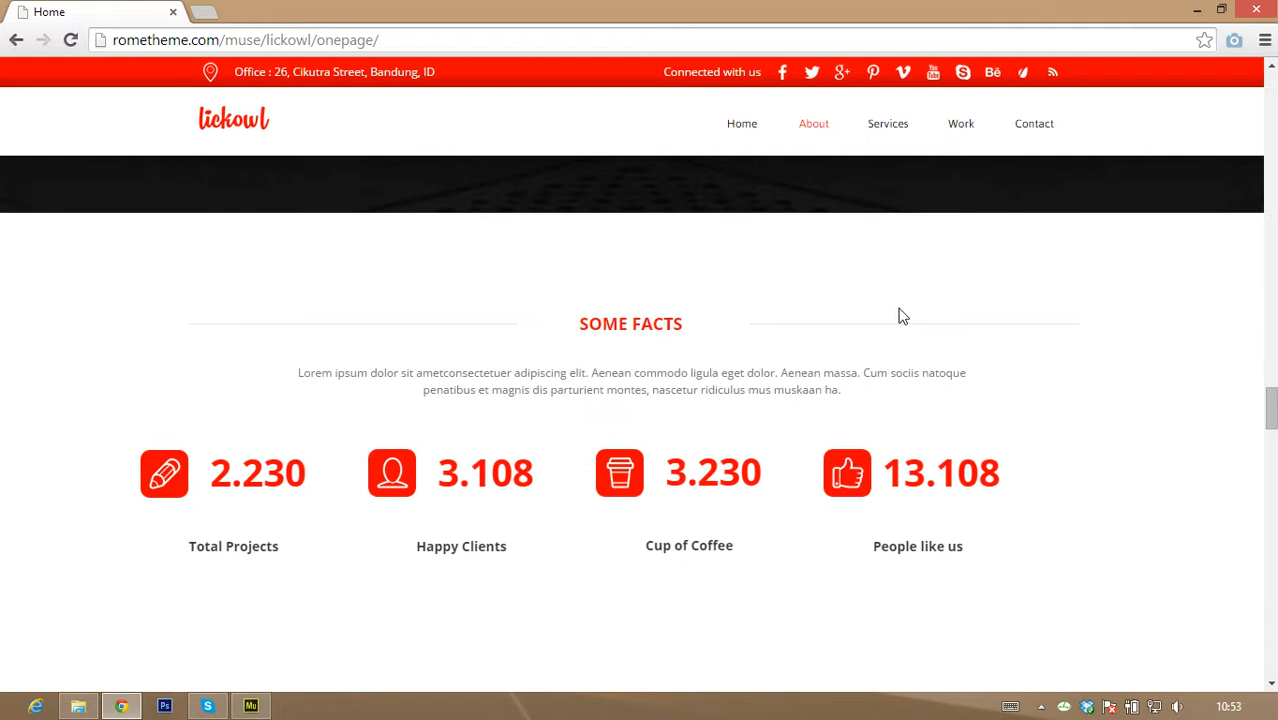 Home
rometheme.com/muse/lickowl/onepage/
Office : 26, Cikutra Street, Bandung, ID
Connected with us
Bē
lickowl
Home About Services Work Contact
SOME FACTS
Lorem ipsum dolor sit ametconsectetuer adipiscing elit. Aenean commodo ligula eget dolor. Aenean massa. Cum sociis natoque
penatibus et magnis dis parturient montes, nascetur ridiculus mus muskaan ha.
2.230 3.108 3.230 13.108
Total Projects Happy Clients Cup of Coffee People like us
Ps
Mu
10:53